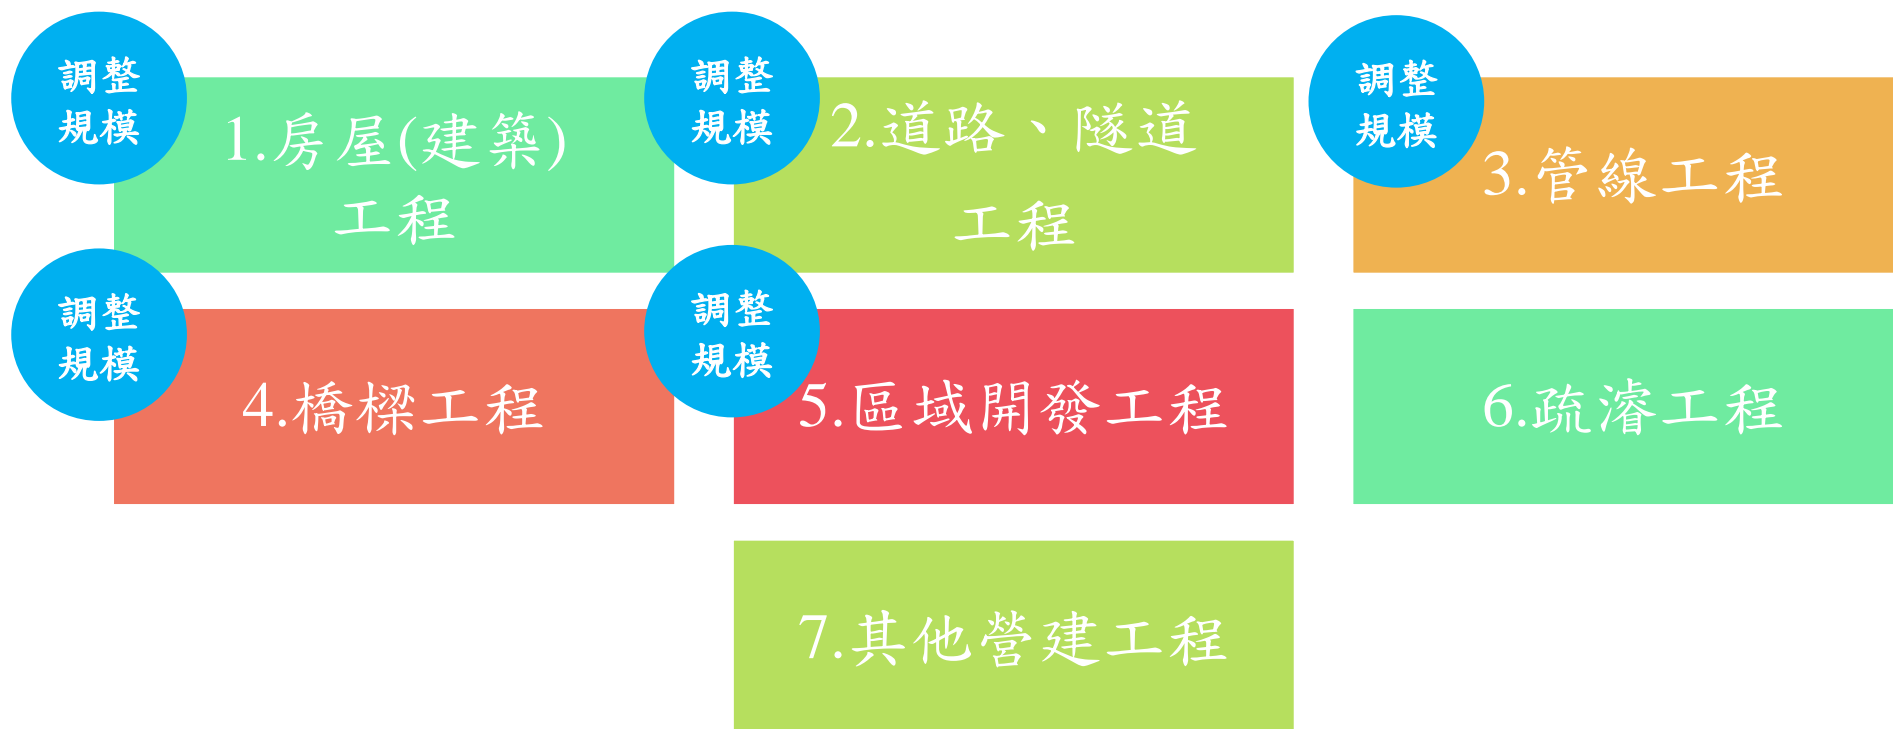 調整
規模
1.房屋(建築)
工程
調整
規模
2.道路、隧道
工程
調整
規模
3.管線工程
調整
規模
4.橋樑工程
調整
規模
5.區域開發工程
6.疏濬工程
7.其他營建工程